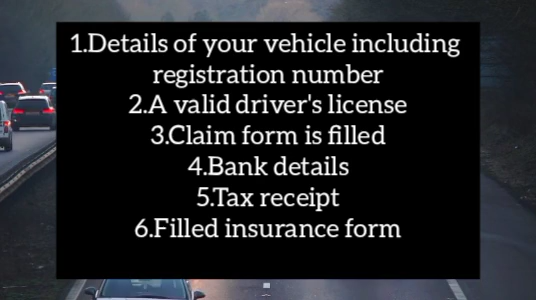 1.Details of your vehicle including
registration number
2.A valid driver's license
3.Claim form is filled
4.Bank details
5.Tax receipt
6.Filled insurance form